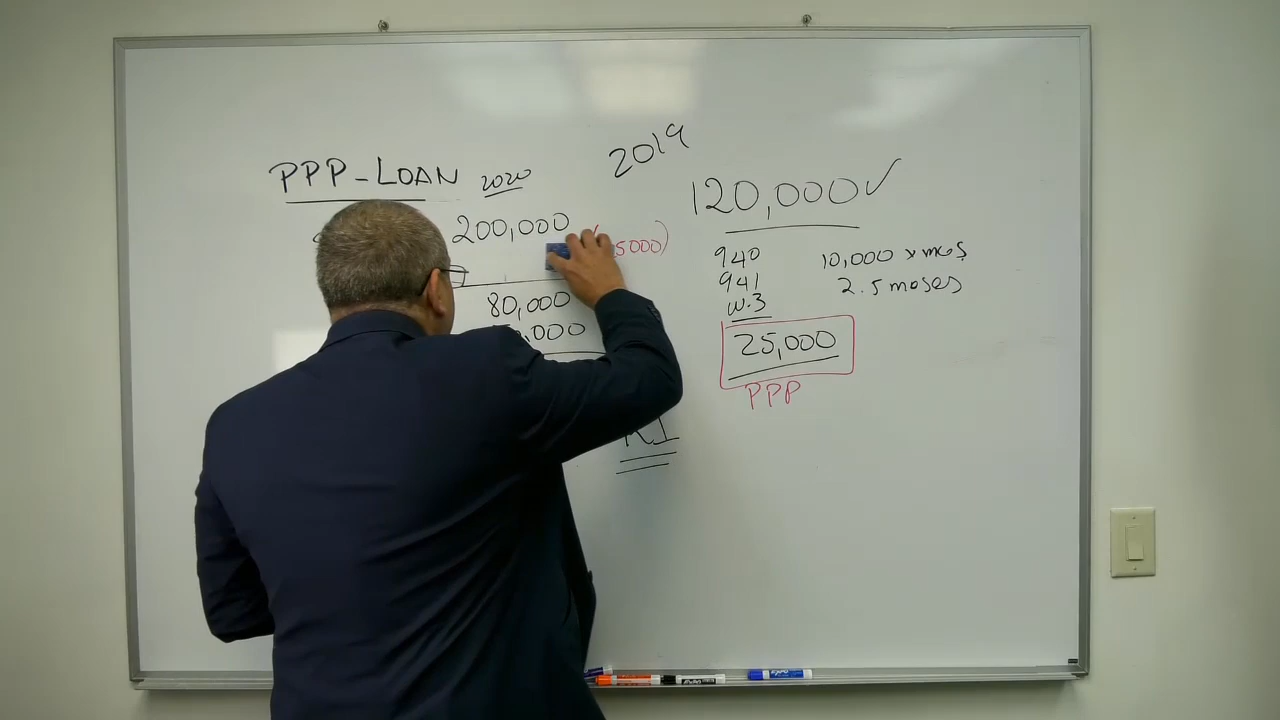 PPP-LOAN 2020
200,000
80,000
K1
2019
120,000✓
940
941
W-3
10,000 x mos
2.5 moses
25,000
PPP